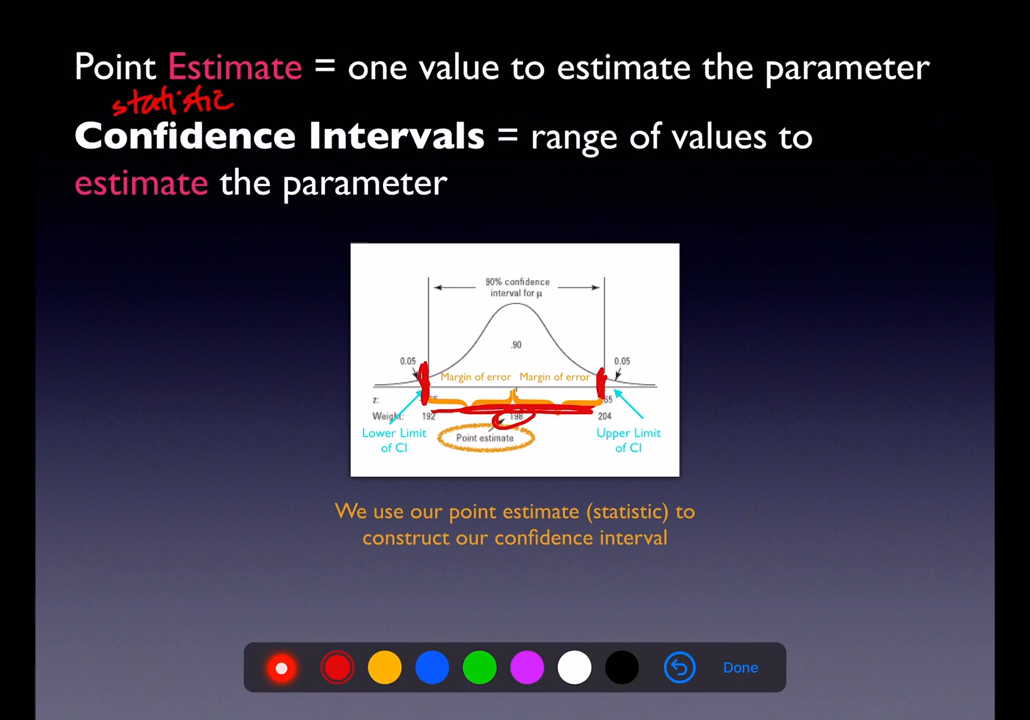 Point Estimate = one value to estimate the parameter
statistic
Confidence Intervals = range of values to
estimate the parameter
90% confidence
interval for μ
.90
0.05 0.05
Margin of error Margin of error
z:
Weight: 192 198 204
Lower Limit Point estimate Upper Limit
of CI of CI
We use our point estimate (statistic) to
construct our confidence interval
Done